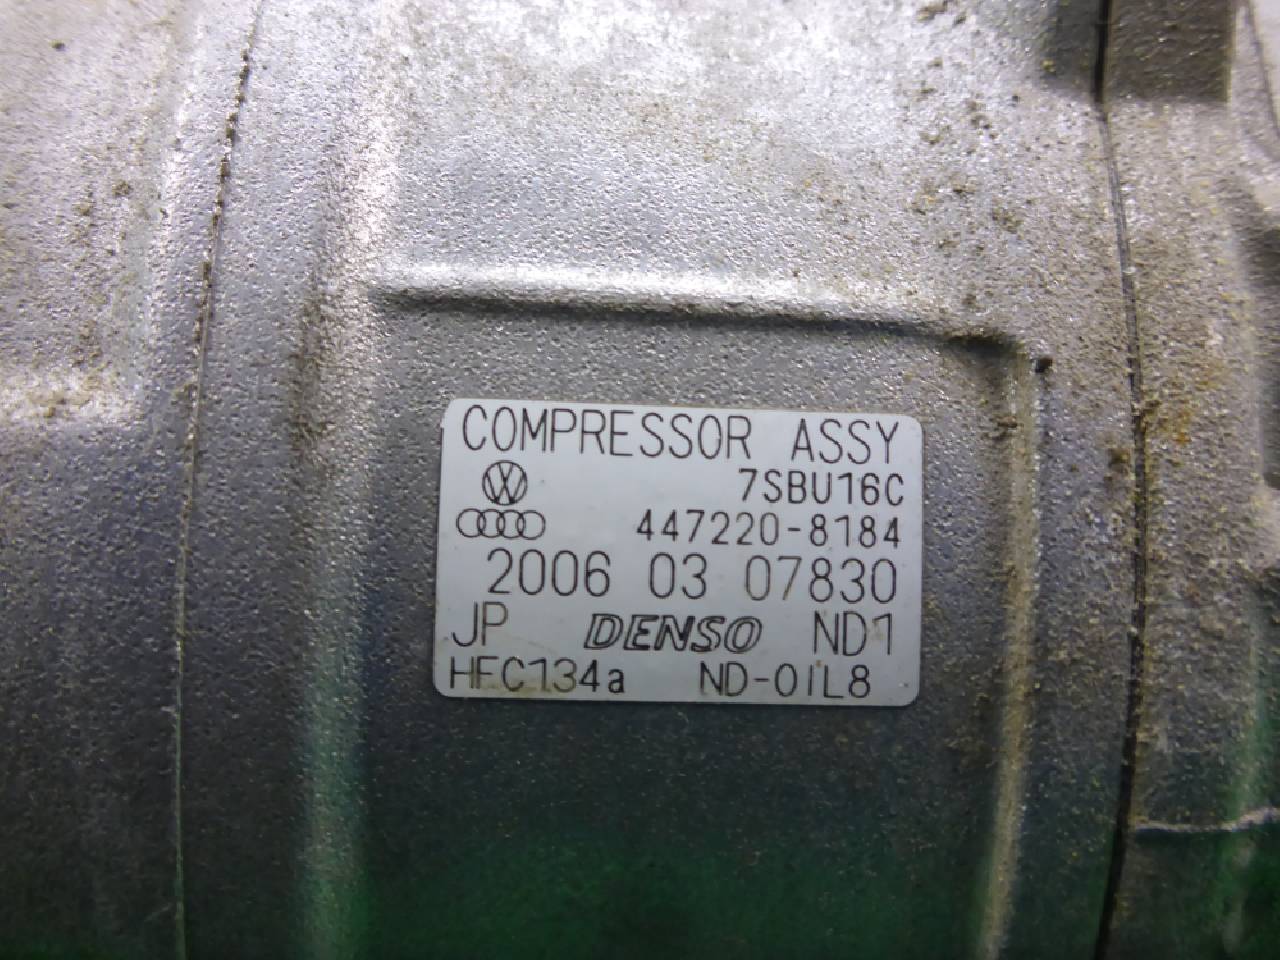 COMPRESSOR ASSY
7SBU16C
447220-8184
2006 03 07830
JP DENSO ND1
HFC134a ND-OIL8